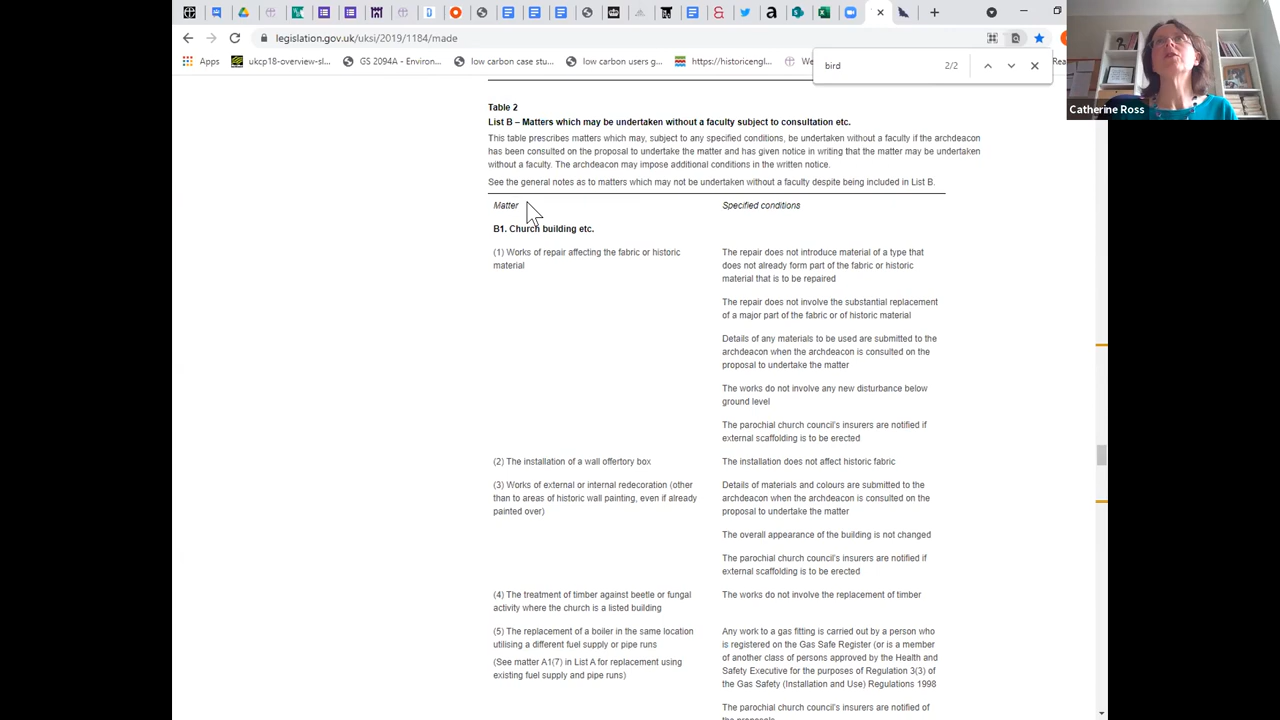 legislation.gov.uk/uksi/2019/1184/made
Apps
ukcp18-overview-sl...
GS 2094A - Environ...
low carbon case stu...
low carbon users g...
https://historicengl...
bird
2/2
Catherine Ross
Table 2
List B – Matters which may be undertaken without a faculty subject to consultation etc.
This table prescribes matters which may, subject to any specified conditions, be undertaken without a faculty if the archdeacon
has been consulted on the proposal to undertake the matter and has given notice in writing that the matter may be undertaken
without a faculty. The archdeacon may impose additional conditions in the written notice.
See the general notes as to matters which may not be undertaken without a faculty despite being included in List B.
Matter
Specified conditions
B1. Church building etc.
(1) Works of repair affecting the fabric or historic
material
The repair does not introduce material of a type that
does not already form part of the fabric or historic
material that is to be repaired
The repair does not involve the substantial replacement
of a major part of the fabric or of historic material
Details of any materials to be used are submitted to the
archdeacon when the archdeacon is consulted on the
proposal to undertake the matter
The works do not involve any new disturbance below
ground level
The parochial church council's insurers are notified if
external scaffolding is to be erected
(2) The installation of a wall offertory box
The installation does not affect historic fabric
(3) Works of external or internal redecoration (other
than to areas of historic wall painting, even if already
painted over)
Details of materials and colours are submitted to the
archdeacon when the archdeacon is consulted on the
proposal to undertake the matter
The overall appearance of the building is not changed
The parochial church council's insurers are notified if
external scaffolding is to be erected
(4) The treatment of timber against beetle or fungal
activity where the church is a listed building
The works do not involve the replacement of timber
(5) The replacement of a boiler in the same location
utilising a different fuel supply or pipe runs
(See matter A1(7) in List A for replacement using
existing fuel supply and pipe runs)
Any work to a gas fitting is carried out by a person who
is registered on the Gas Safe Register (or is a member
of another class of persons approved by the Health and
Safety Executive for the purposes of Regulation 3(3) of
the Gas Safety (Installation and Use) Regulations 1998
The parochial church council's insurers are notified of
the proposals